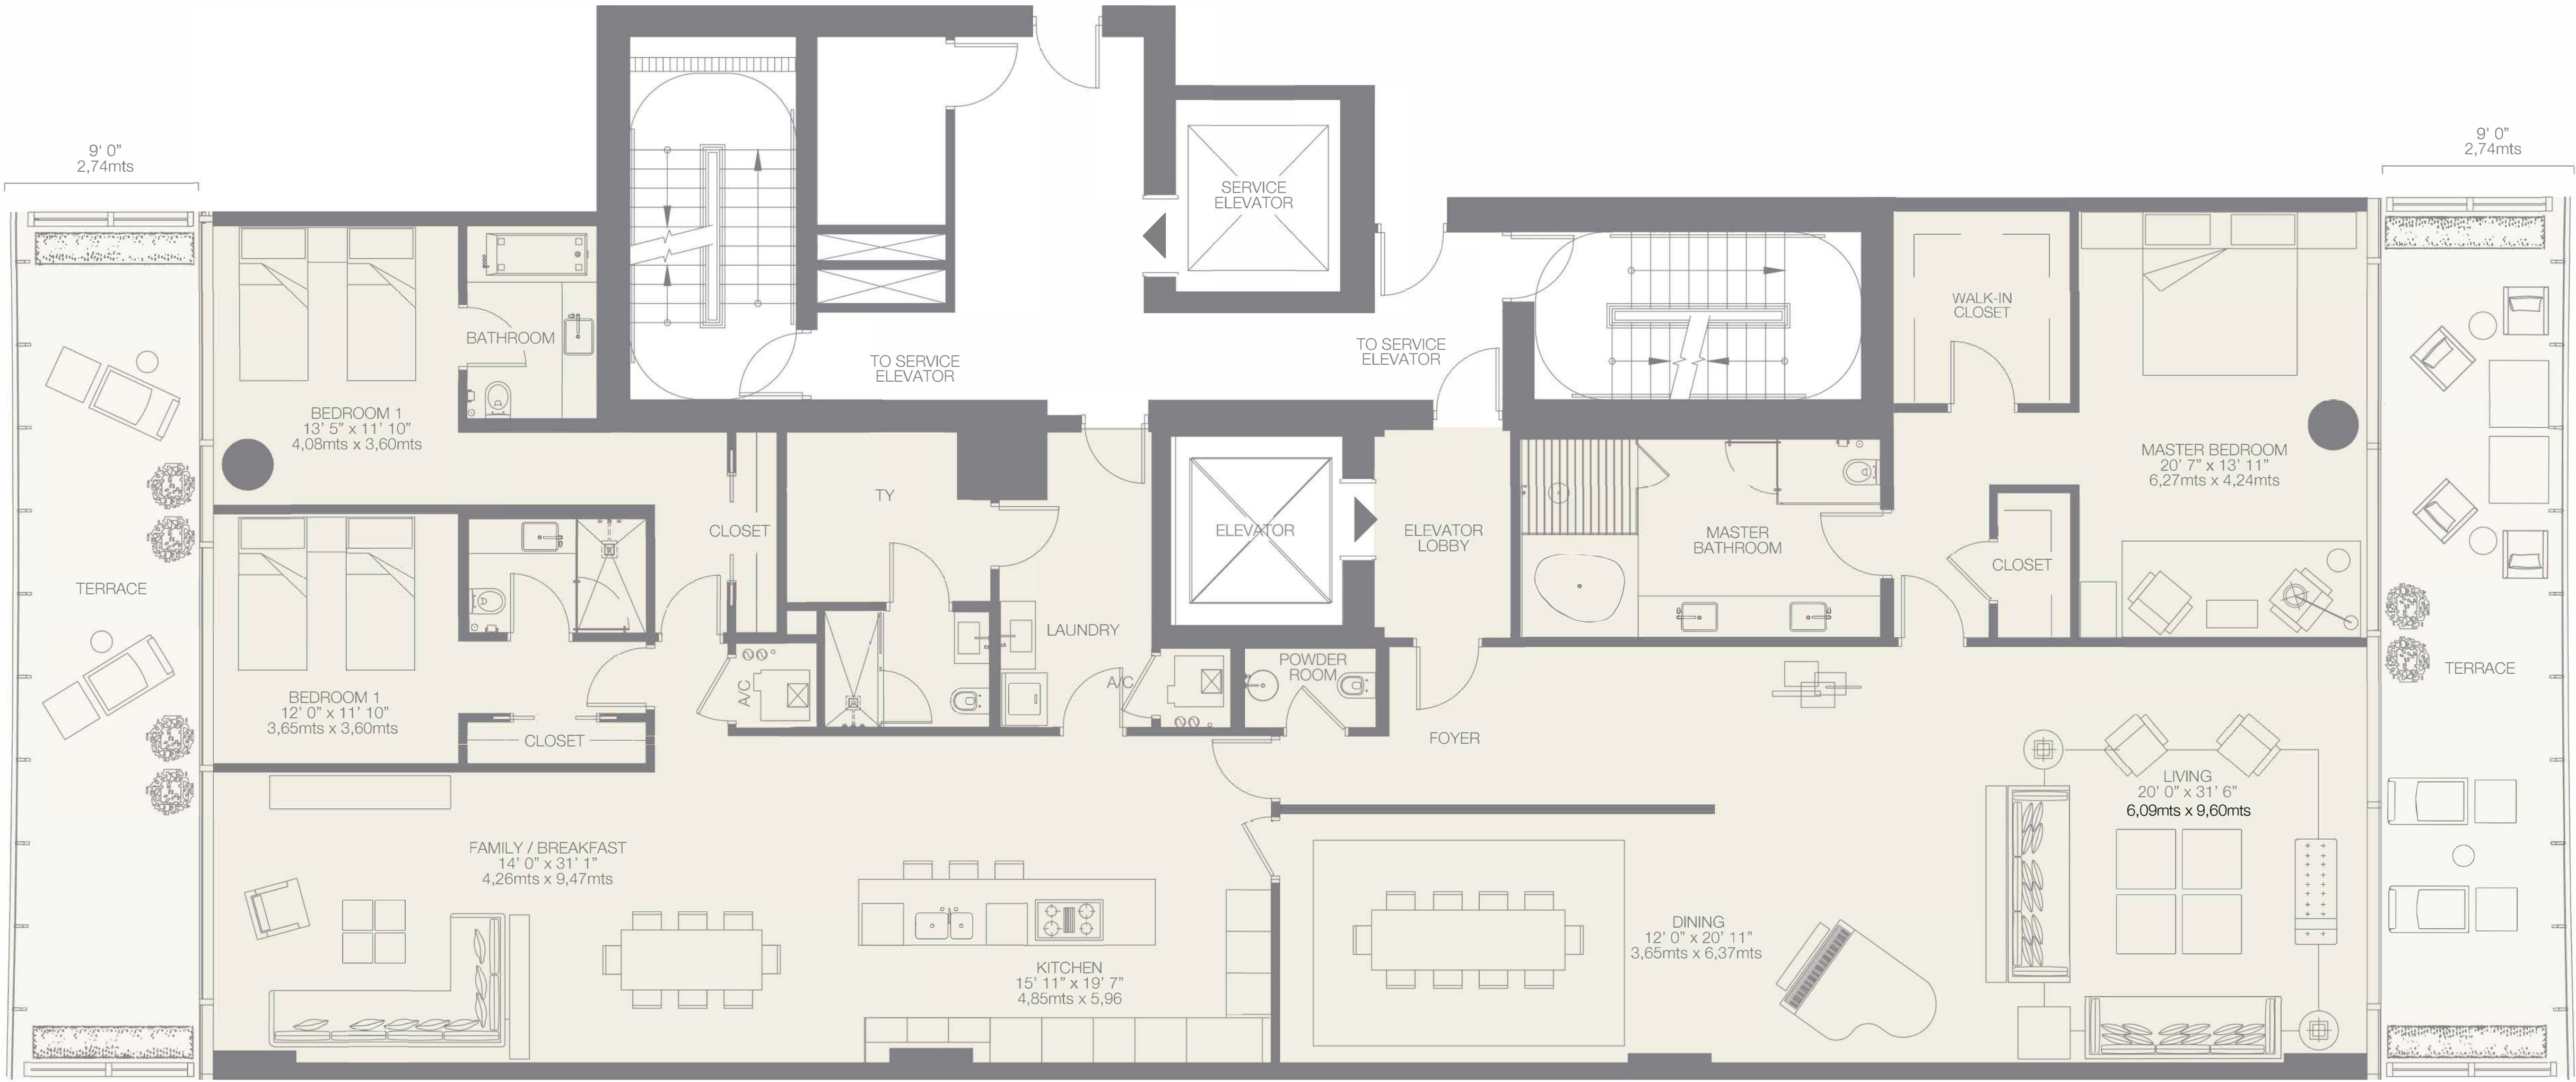 9' 0"
2,74mts
9' 0"
2,74mts
SERVICE
ELEVATOR
WALK-IN
CLOSET
BATHROOM
TO SERVICE
ELEVATOR
TO SERVICE
ELEVATOR
BEDROOM 1
13' 5" x 11' 10"
4,08mts x 3,60mts
MASTER BEDROOM
20' 7" x 13' 11"
6,27mts x 4,24mts
TY
CLOSET
ELEVATOR
ELEVATOR
LOBBY
MASTER
BATHROOM
CLOSET
TERRACE
LAUNDRY
POWDER
ROOM
TERRACE
A/C
A/C
BEDROOM 1
12' 0" x 11' 10"
3,65mts x 3,60mts
CLOSET
FOYER
LIVING
20' 0" x 31' 6"
6,09mts x 9,60mts
FAMILY / BREAKFAST
14' 0" x 31' 1"
4,26mts x 9,47mts
DINING
12' 0" x 20' 11"
3,65mts x 6,37mts
KITCHEN
15' 11" x 19' 7"
4,85mts x 5,96